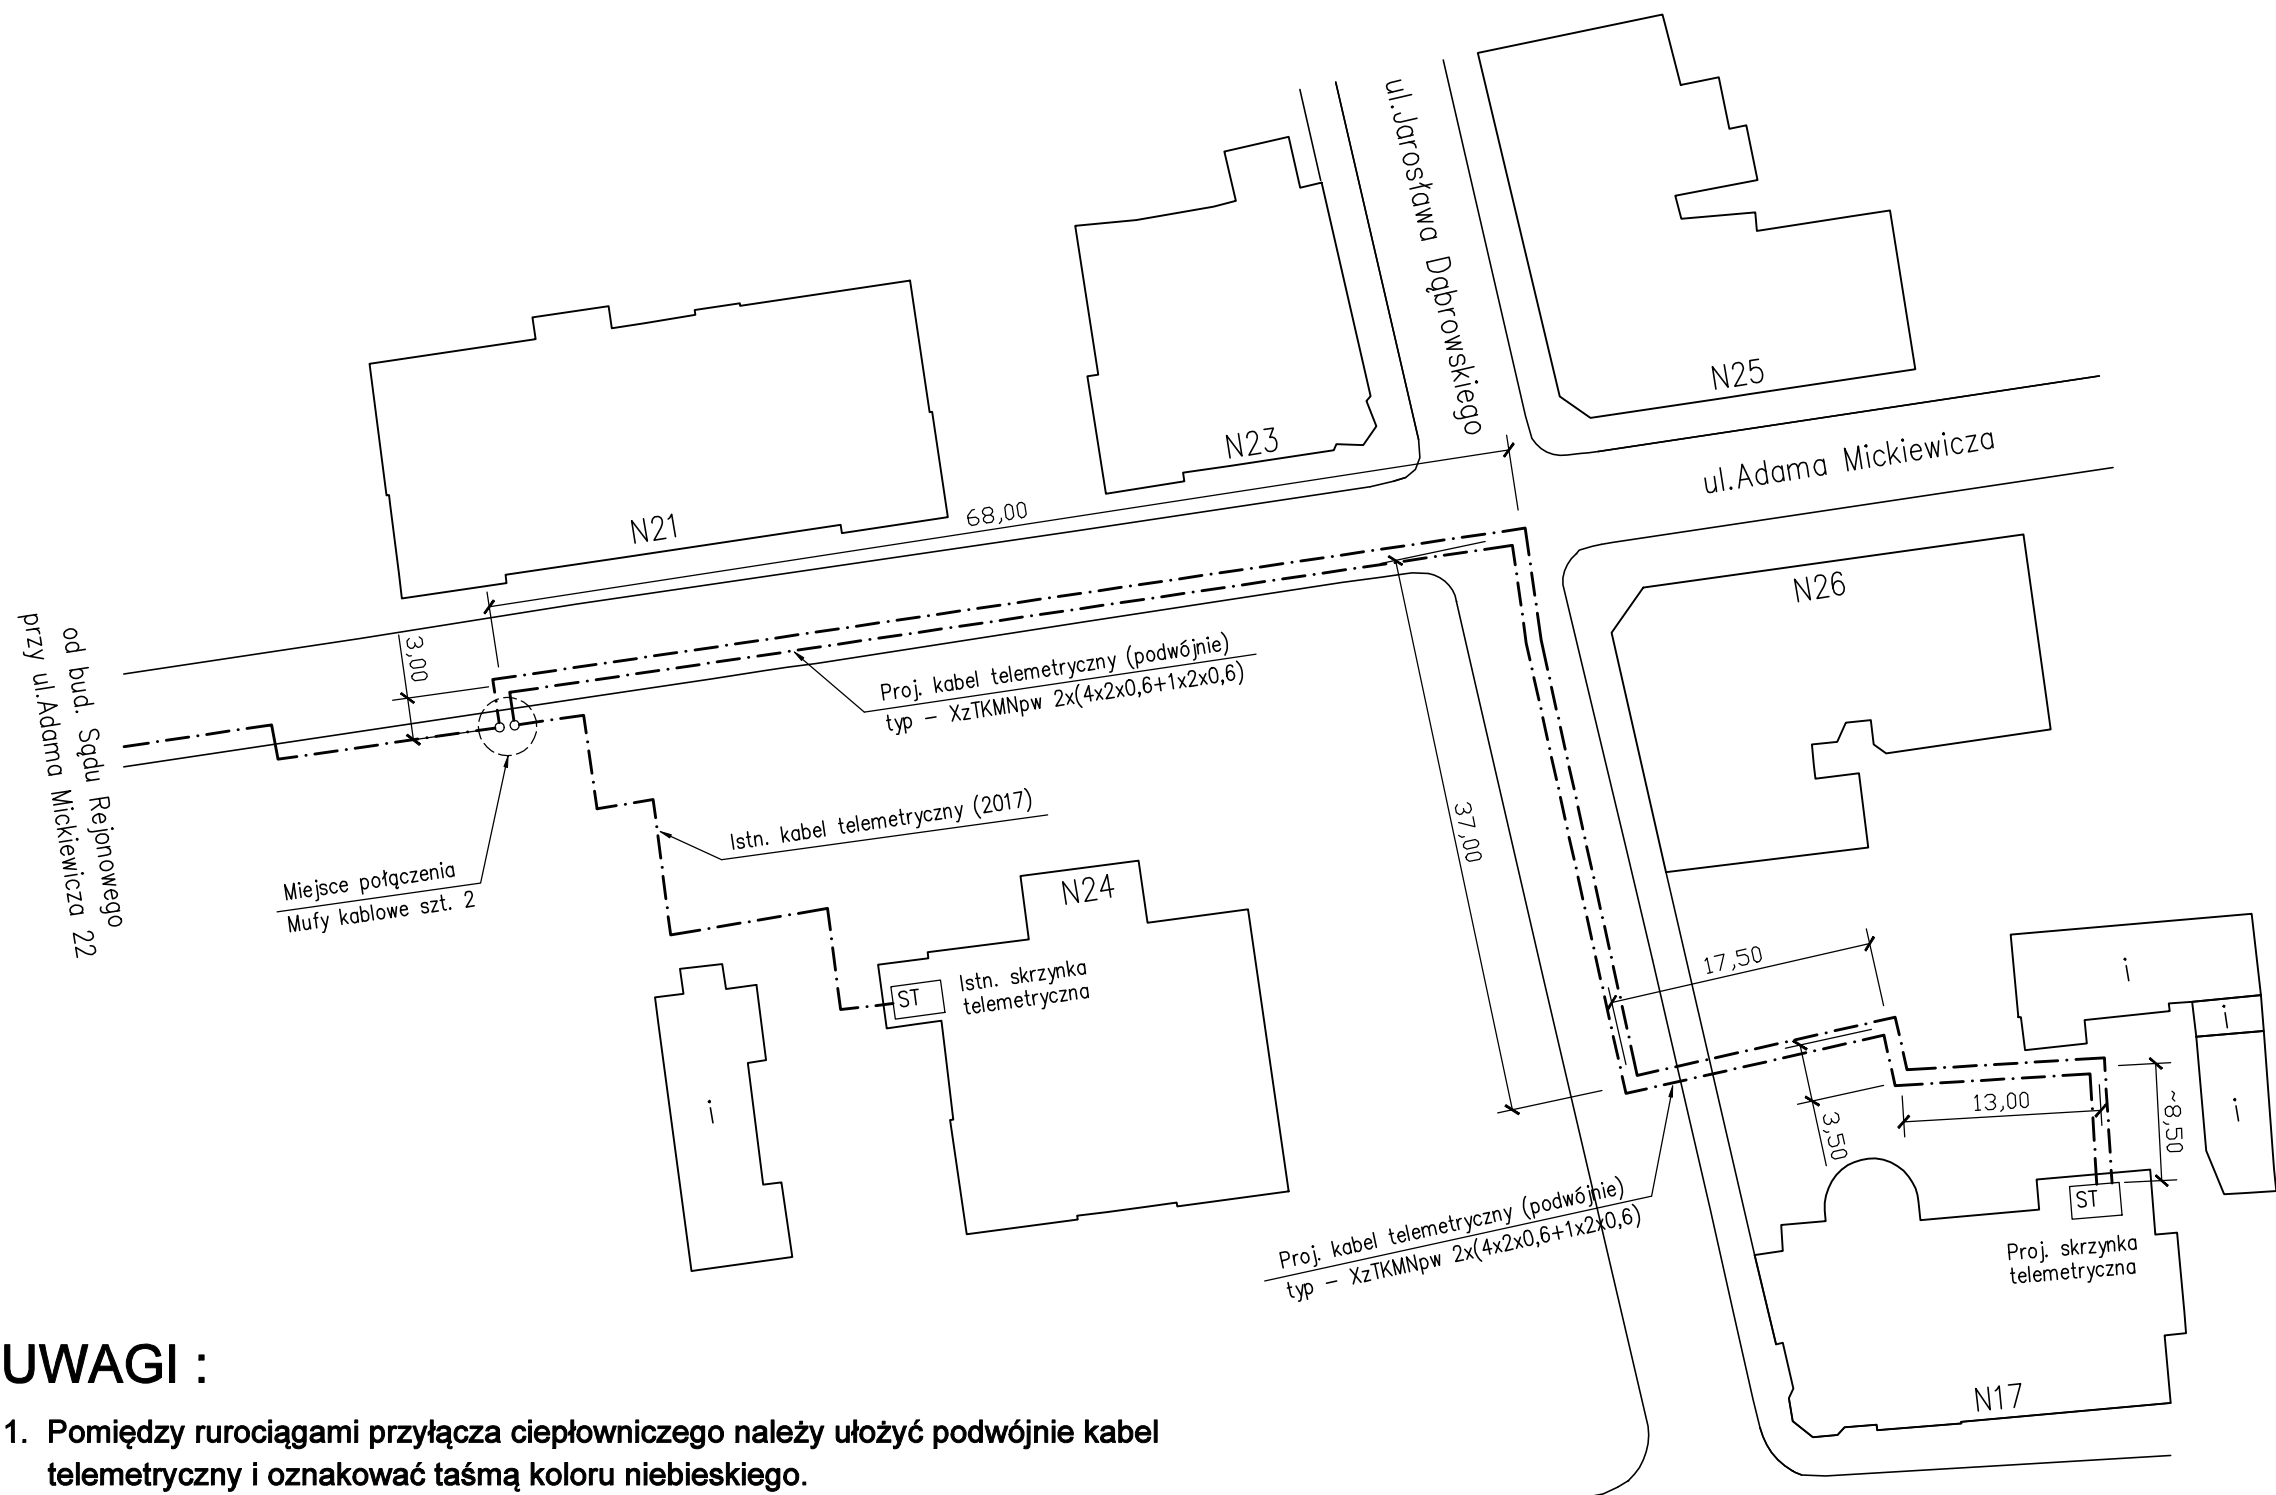 ul.Jarosława Dąbrowskiego
N25
ul.Adama Mickiewicza
N23
N21
68,00
N26
3,00
od bud. Sądu Rejonowego
przy ul.Adama Mickiewicza 22
Proj. kabel telemetryczny (podwójnie)
typ – XzTKMNpw 2x(4x2x0,6+1x2x0,6)
37,00
Istn. kabel telemetryczny (2017)
Miejsce połączenia
Mufy kablowe szt. 2
N24
ST
Istn. skrzynka
telemetryczna
i
17,50
i
i
i
13,00
3,50
~8,50
Proj. kabel telemetryczny (podwójnie)
typ – XzTKMNpw 2x(4x2x0,6+1x2x0,6)
ST
Proj. skrzynka
telemetryczna
N17
UWAGI :
1. Pomiędzy rurociągami przyłącza ciepłowniczego należy ułożyć podwójnie kabel
telemetryczny i oznakować taśmą koloru niebieskiego.